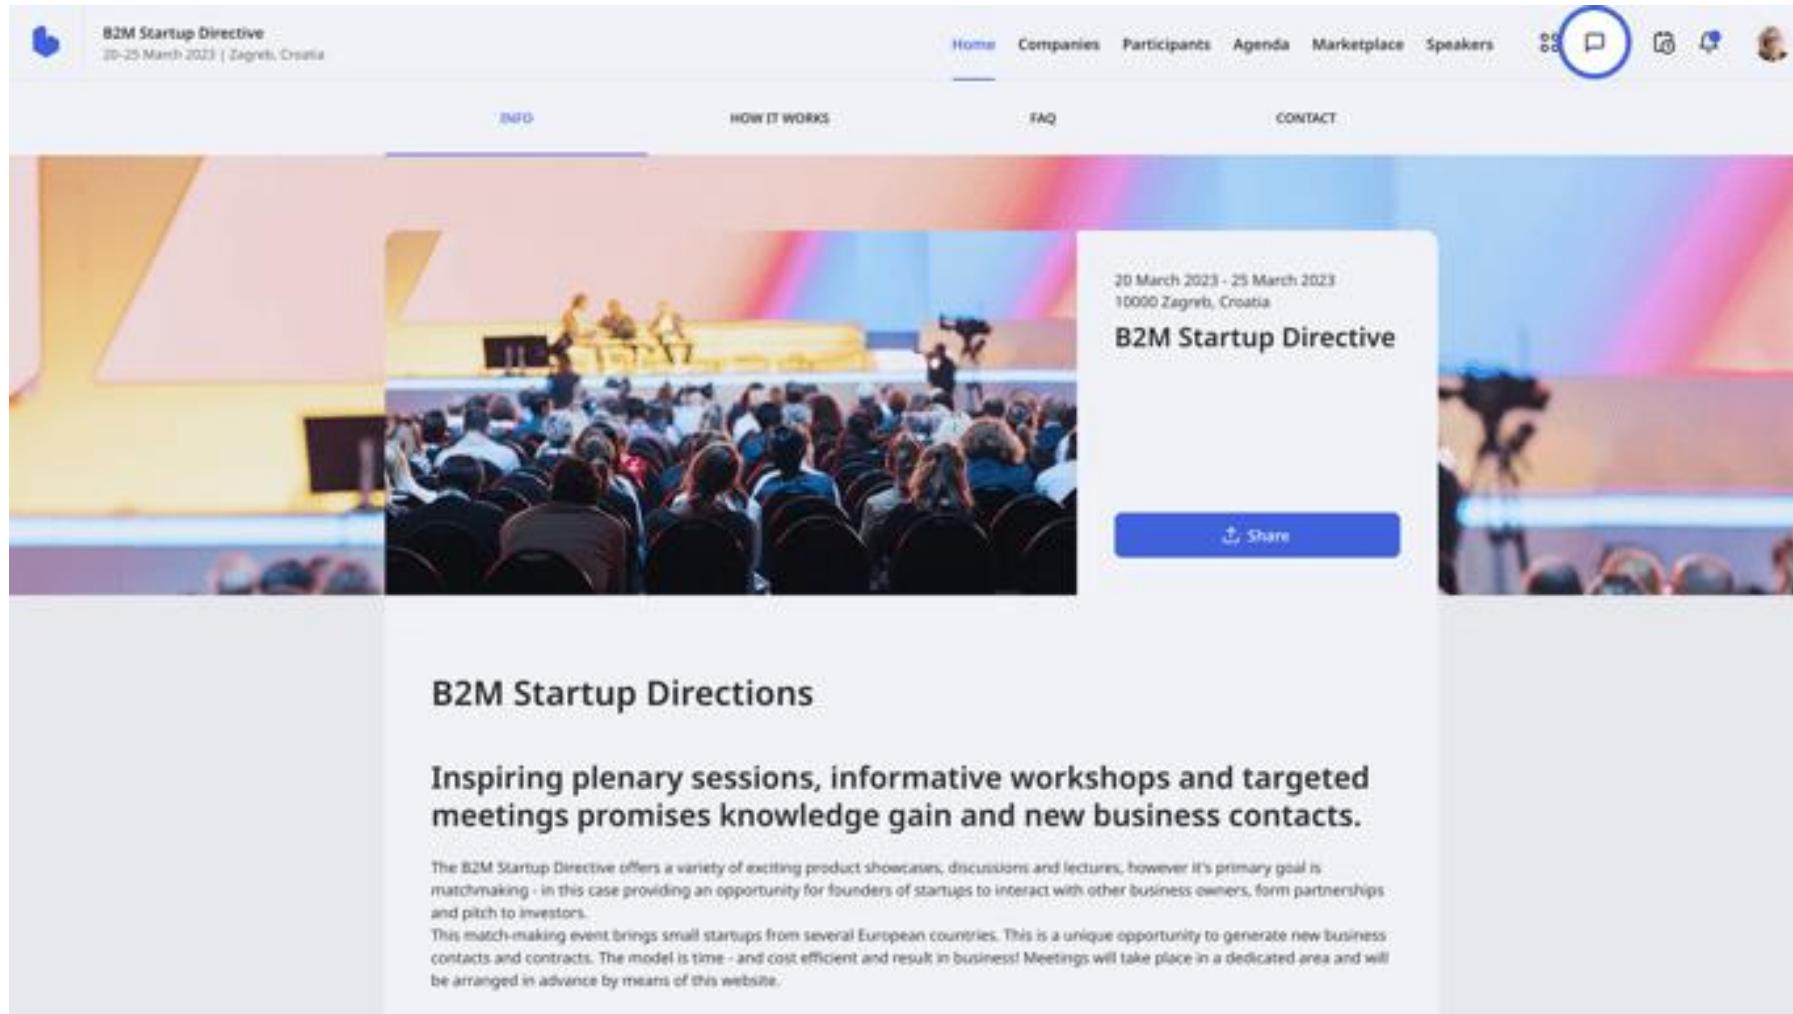 B2M Startup Directive
20-25 March 2023 | Zagreb, Croatia
Home Companies Participants Agenda Marketplace Speakers
INFO HOW IT WORKS FAQ CONTACT
20 March 2023 - 25 March 2023
10000 Zagreb, Croatia
B2M Startup Directive
Share
B2M Startup Directions
Inspiring plenary sessions, informative workshops and targeted
meetings promises knowledge gain and new business contacts.
The B2M Startup Directive offers a variety of exciting product showcases, discussions and lectures, however it's primary goal is
matchmaking - in this case providing an opportunity for founders of startups to interact with other business owners, form partnerships
and pitch to investors.
This match-making event brings small startups from several European countries. This is a unique opportunity to generate new business
contacts and contracts. The model is time - and cost efficient and result in business! Meetings will take place in a dedicated area and will
be arranged in advance by means of this website.